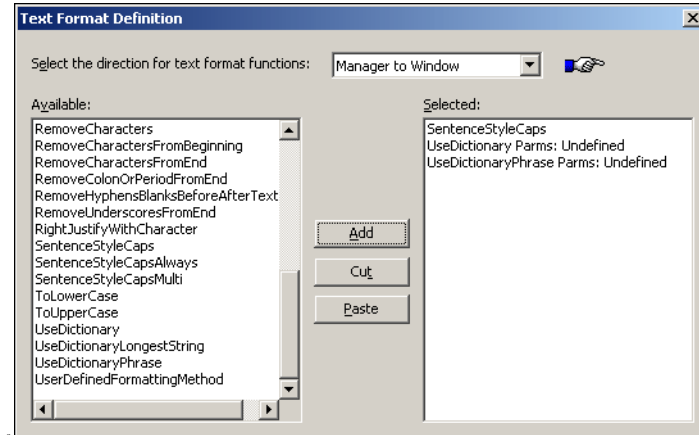 Text Format Definition
Select the direction for text format functions:
Manager to Window
Available:
RemoveCharacters
RemoveCharactersFromBeginning
RemoveCharactersFromEnd
RemoveColonOrPeriodFromEnd
RemoveHyphensBlanksBeforeAfterText
RemoveUnderscoresFromEnd
RightJustifyWithCharacter
SentenceStyleCaps
SentenceStyleCapsAlways
SentenceStyleCapsMulti
ToLowerCase
ToUpperCase
UseDictionary
UseDictionaryLongestString
UseDictionaryPhrase
UserDefinedFormattingMethod
Add
Cut
Paste
Selected:
SentenceStyleCaps
UseDictionary Parms: Undefined
UseDictionaryPhrase Parms: Undefined